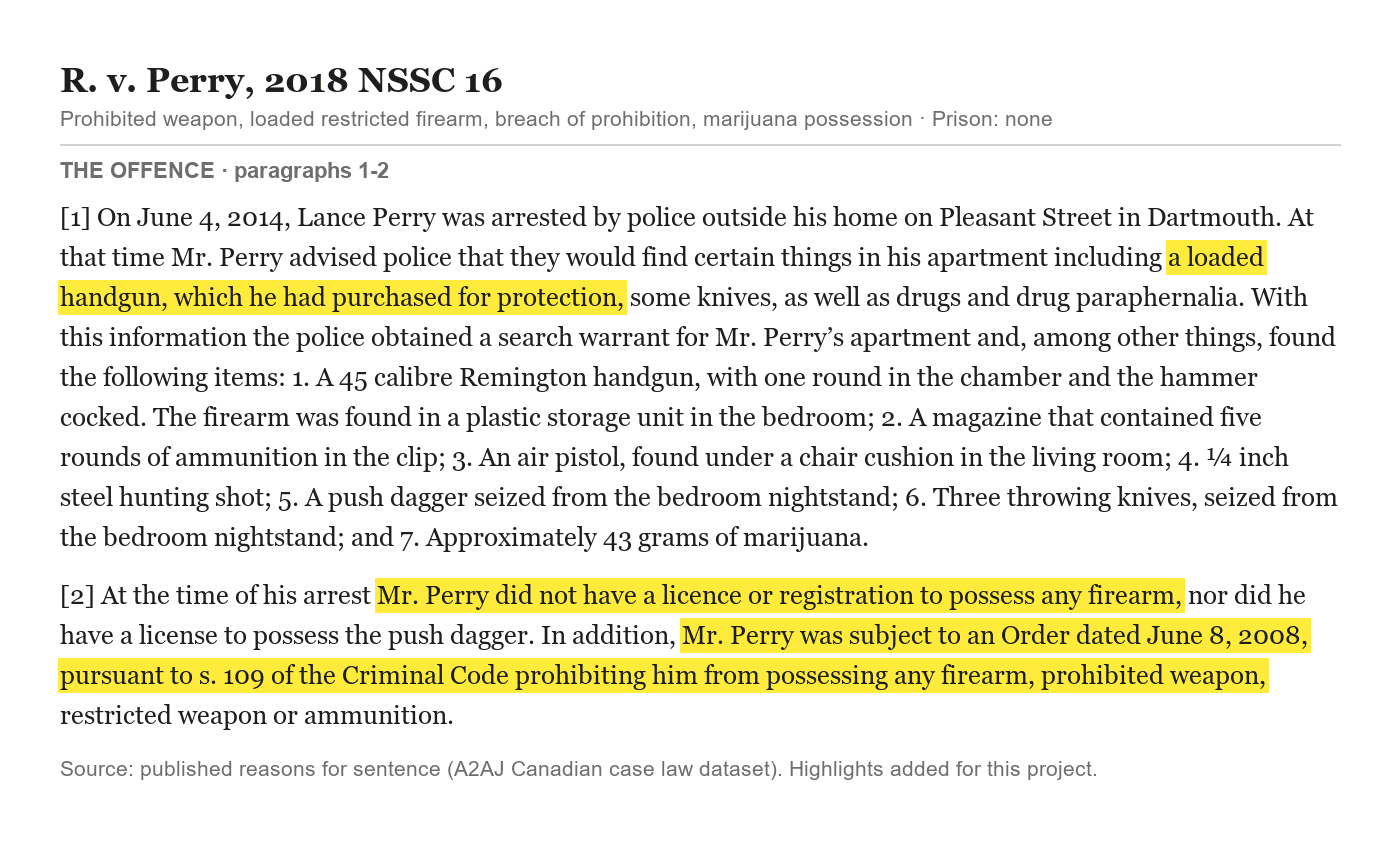 R. v. Perry, 2018 NSSC 16
Prohibited weapon, loaded restricted firearm, breach of prohibition, marijuana possession · Prison: none
THE OFFENCE · paragraphs 1-2
[1] On June 4, 2014, Lance Perry was arrested by police outside his home on Pleasant Street in Dartmouth. At
that time Mr. Perry advised police that they would find certain things in his apartment including a loaded
handgun, which he had purchased for protection, some knives, as well as drugs and drug paraphernalia. With
this information the police obtained a search warrant for Mr. Perry’s apartment and, among other things, found
the following items: 1. A 45 calibre Remington handgun, with one round in the chamber and the hammer
cocked. The firearm was found in a plastic storage unit in the bedroom; 2. A magazine that contained five
rounds of ammunition in the clip; 3. An air pistol, found under a chair cushion in the living room; 4. ¼ inch
steel hunting shot; 5. A push dagger seized from the bedroom nightstand; 6. Three throwing knives, seized from
the bedroom nightstand; and 7. Approximately 43 grams of marijuana.
[2] At the time of his arrest Mr. Perry did not have a licence or registration to possess any firearm, nor did he
have a license to possess the push dagger. In addition, Mr. Perry was subject to an Order dated June 8, 2008,
pursuant to s. 109 of the Criminal Code prohibiting him from possessing any firearm, prohibited weapon,
restricted weapon or ammunition.
Source: published reasons for sentence (A2AJ Canadian case law dataset). Highlights added for this project.